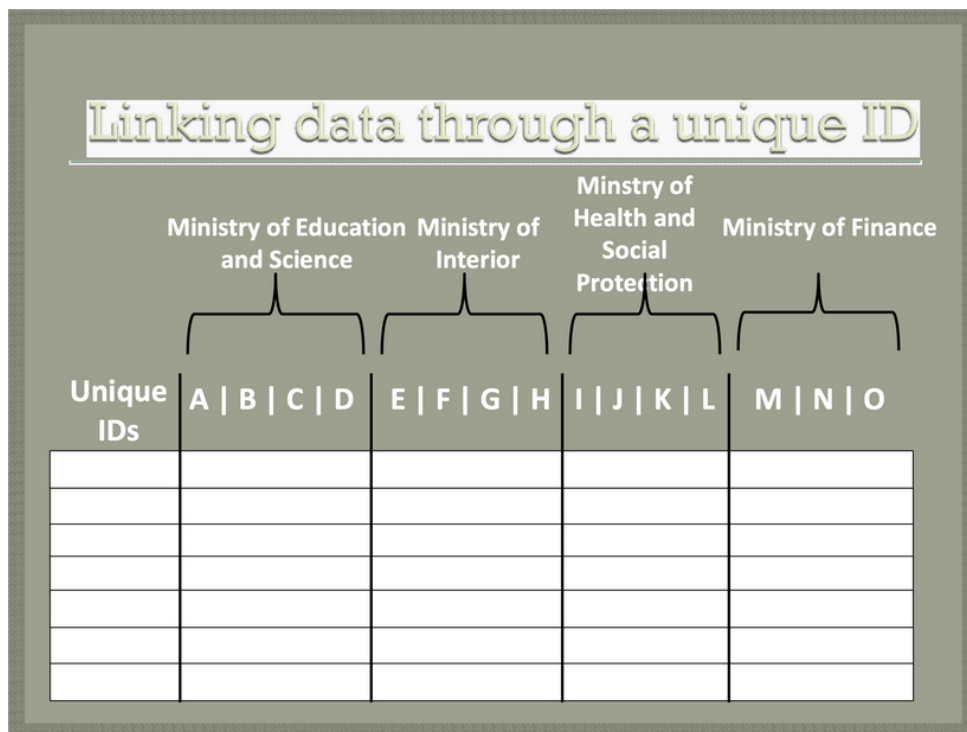 Linking data through a unique ID
Ministry of Education
and Science
Ministry of
Interior
Minstry of
Health and
Social
Protection
Ministry of Finance
Unique
IDs
A | B | C | D
E | F | G | H
I | J | K | L
M | N | O